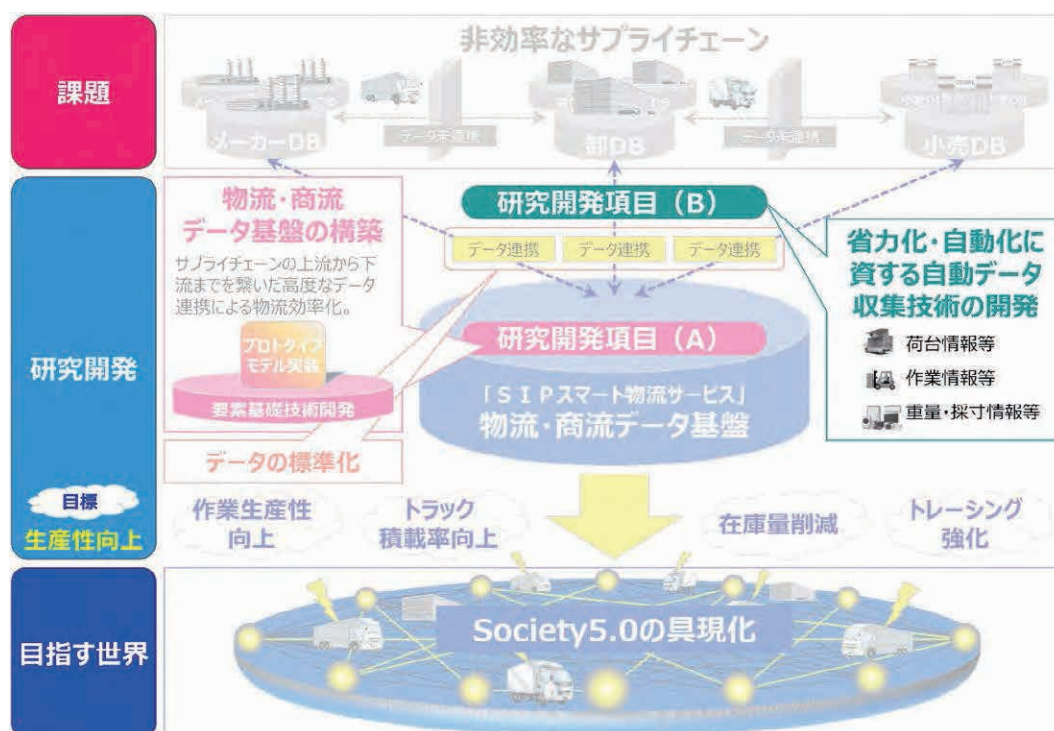 課題
非効率なサプライチェーン
メーカーDB
データ未連携
卸DB
データ未連携
小売DB
研究開発
物流・商流
データ基盤の構築
サプライチェーンの上流から下
流までを繋いだ高度なデータ
連携による物流効率化。
プロトタイプ
モデル実装
要素基礎技術開発
データの標準化
研究開発項目（B）
データ連携
データ連携
データ連携
研究開発項目（A）
「SIPスマート物流サービス」
物流・商流データ基盤
省力化・自動化に
資する自動データ
収集技術の開発
荷台情報等
作業情報等
重量・採寸情報等
目標
生産性向上
作業生産性
向上
トラック
積載率向上
在庫量削減
トレーシング
強化
目指す世界
Society5.0の具現化